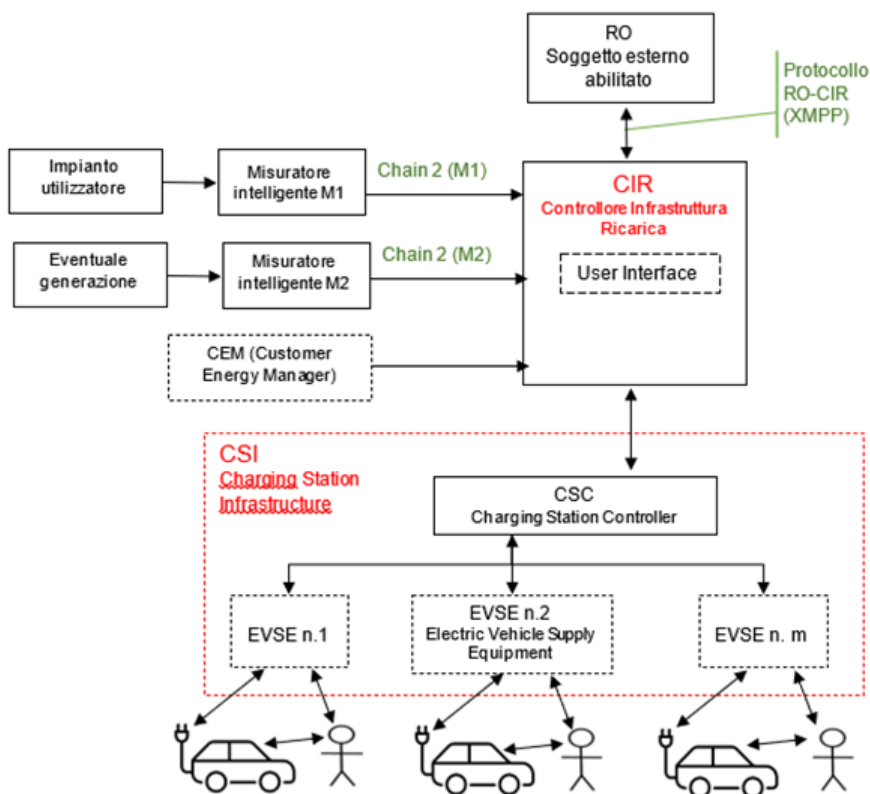 RO
Soggetto esterno
abilitato
Protocollo
RO-CIR
(XMPP)
Impianto
utilizzatore
Misuratore
intelligente M1
Chain 2 (M1)
CIR
Controllore Infrastruttura
Ricarica
User Interface
Eventuale
generazione
Misuratore
intelligente M2
Chain 2 (M2)
CEM (Customer
Energy Manager)
CSI
Charging Station
Infrastructure
CSC
Charging Station Controller
EVSE n.1
EVSE n.2
Electric Vehicle Supply
Equipment
EVSE n. m